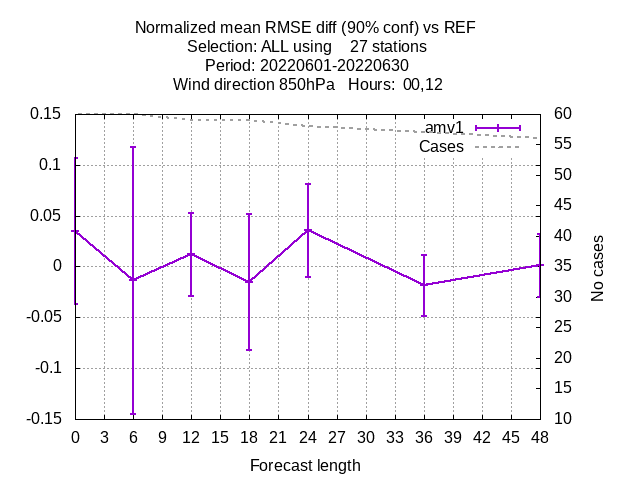 Normalized mean RMSE diff (90% conf) vs REF
Selection: ALL using    27 stations
Period: 20220601-20220630
Wind direction 850hPa   Hours:  00,12
0.15
0.1
0.05
0
-0.05
-0.1
-0.15
amv1
Cases
60
55
50
45
40
35
30
25
20
15
10
No cases
0 3 6 9 12 15 18 21 24 27 30 33 36 39 42 45 48
Forecast length